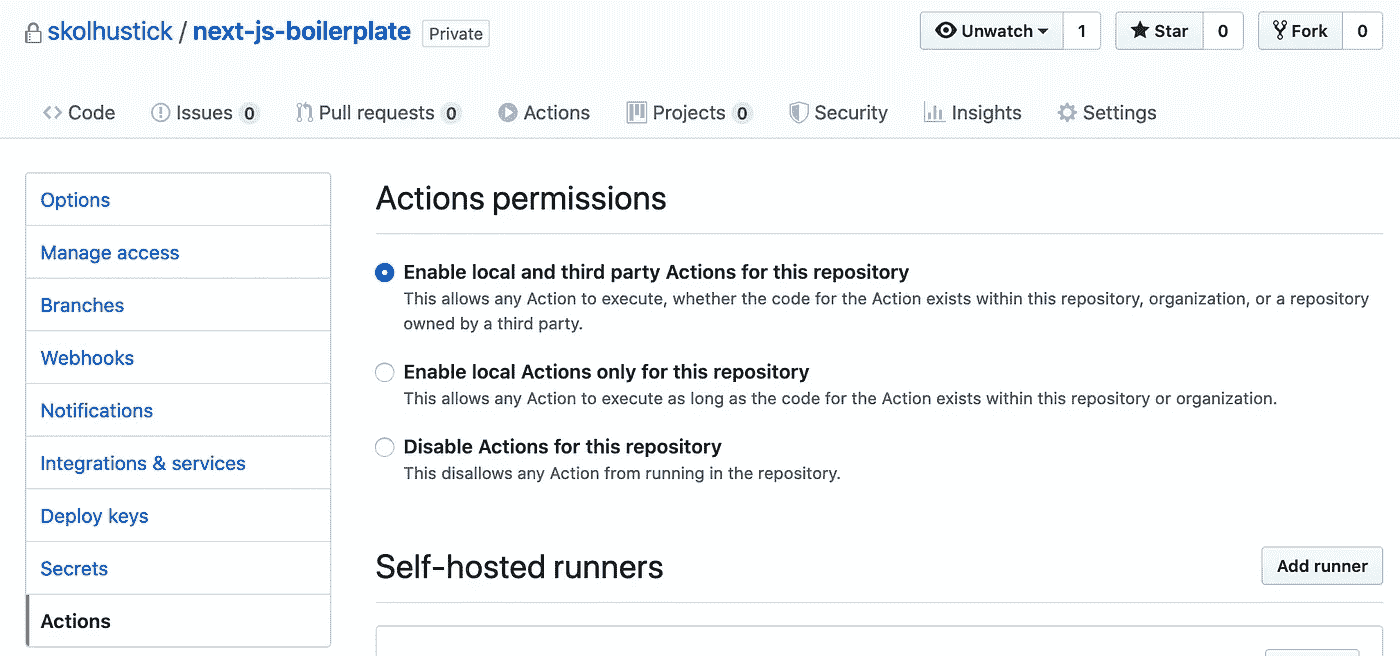 skolhustick / next-js-boilerplate Private Unwatch 1 Star 0 Fork 0
Code Issues 0 Pull requests 0 Actions Projects 0 Security Insights Settings
Options
Manage access
Branches
Webhooks
Notifications
Integrations & services
Deploy keys
Secrets
Actions
Actions permissions
Enable local and third party Actions for this repository
This allows any Action to execute, whether the code for the Action exists within this repository, organization, or a repository
owned by a third party.
Enable local Actions only for this repository
This allows any Action to execute as long as the code for the Action exists within this repository or organization.
Disable Actions for this repository
This disallows any Action from running in the repository.
Self-hosted runners Add runner